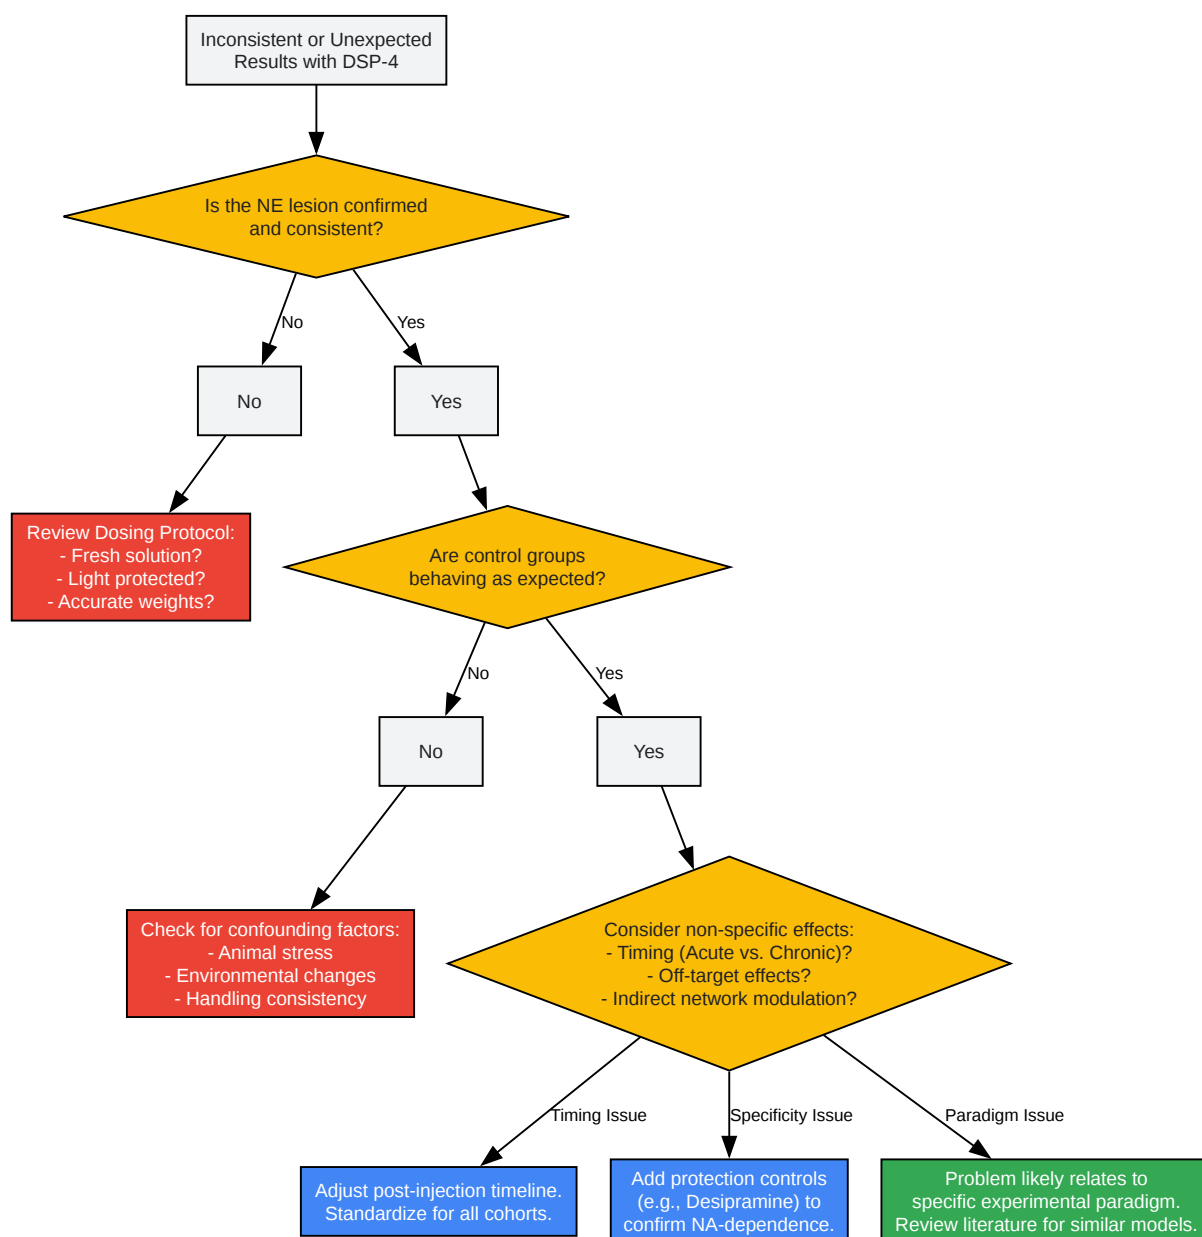 Inconsistent or Unexpected
Results with DSP-4
Is the NE lesion confirmed
and consistent?
No
Yes
No
Yes
Review Dosing Protocol:
- Fresh solution?
- Light protected?
- Accurate weights?
Are control groups
behaving as expected?
No
Yes
No
Yes
Check for confounding factors:
- Animal stress
- Environmental changes
- Handling consistency
Consider non-specific effects:
- Timing (Acute vs. Chronic)?
- Off-target effects?
- Indirect network modulation?
Timing Issue
Specificity Issue
Paradigm Issue
Adjust post-injection timeline.
Standardize for all cohorts.
Add protection controls
(e.g., Desipramine) to
confirm NA-dependence.
Problem likely relates to
specific experimental paradigm.
Review literature for similar models.